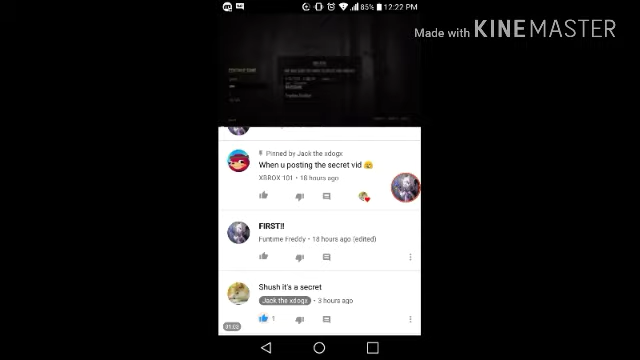 85% 12:22 PM
Made with KINEMASTER
Pinned by Jack the xdogx
When u posting the secret vid
XBROX 101 • 18 hours ago
FIRST!!
Funtime Freddy • 18 hours ago (edited)
Shush it's a secret
Jack the xdogx • 3 hours ago
1
01:03